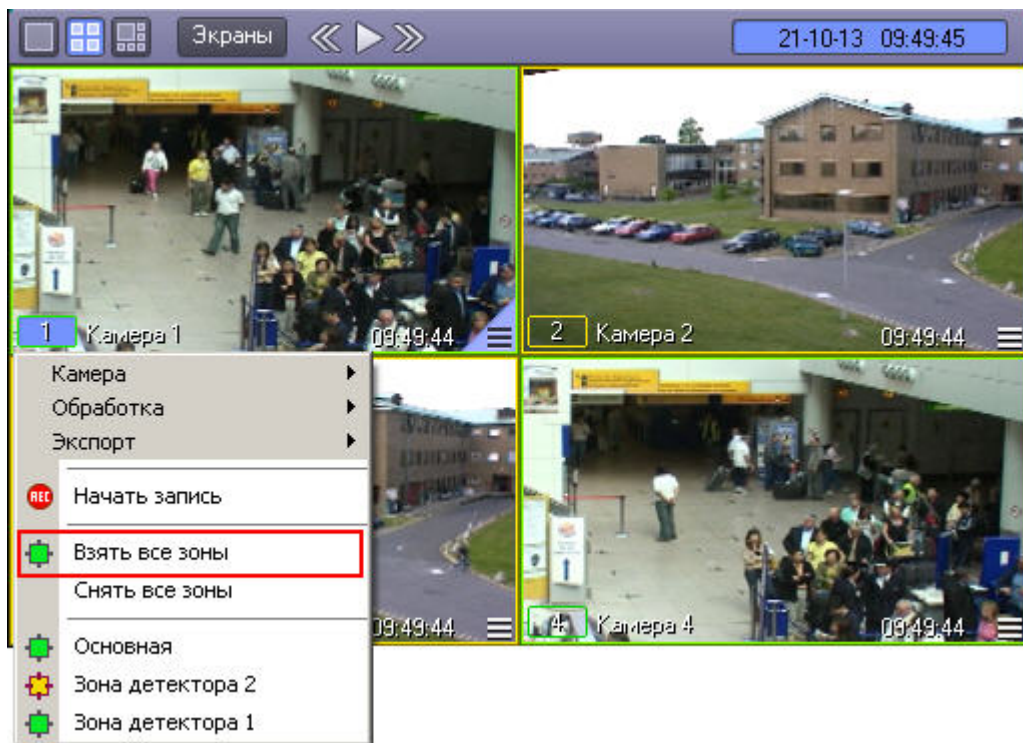 Экраны
21-10-13 09:49:45
1 Камера 1 09:49:44
2 Камера 2 09:49:44
Камера
Обработка
Экспорт
REC Начать запись
Взять все зоны
Снять все зоны
Основная
Зона детектора 2
Зона детектора 1
09:49:44
4 Камера 4 09:49:44